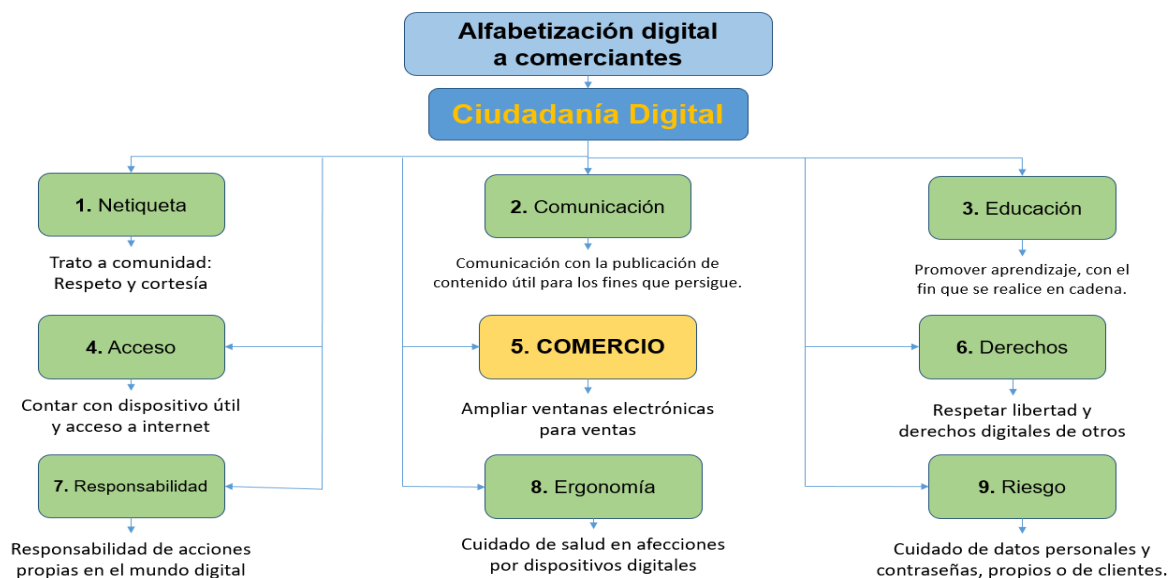 Alfabetización digital
a comerciantes
Ciudadanía Digital
1. Netiqueta
2. Comunicación
3. Educación
Trato a comunidad:
Respeto y cortesía
Comunicación con la publicación de
contenido útil para los fines que persigue.
Promover aprendizaje, con el
fin que se realice en cadena.
4. Acceso
5. COMERCIO
6. Derechos
Contar con dispositivo útil
y acceso a internet
Ampliar ventanas electrónicas
para ventas
Respetar libertad y
derechos digitales de otros
7. Responsabilidad
8. Ergonomía
9. Riesgo
Responsabilidad de acciones
propias en el mundo digital
Cuidado de salud en afecciones
por dispositivos digitales
Cuidado de datos personales y
contraseñas, propios o de clientes.